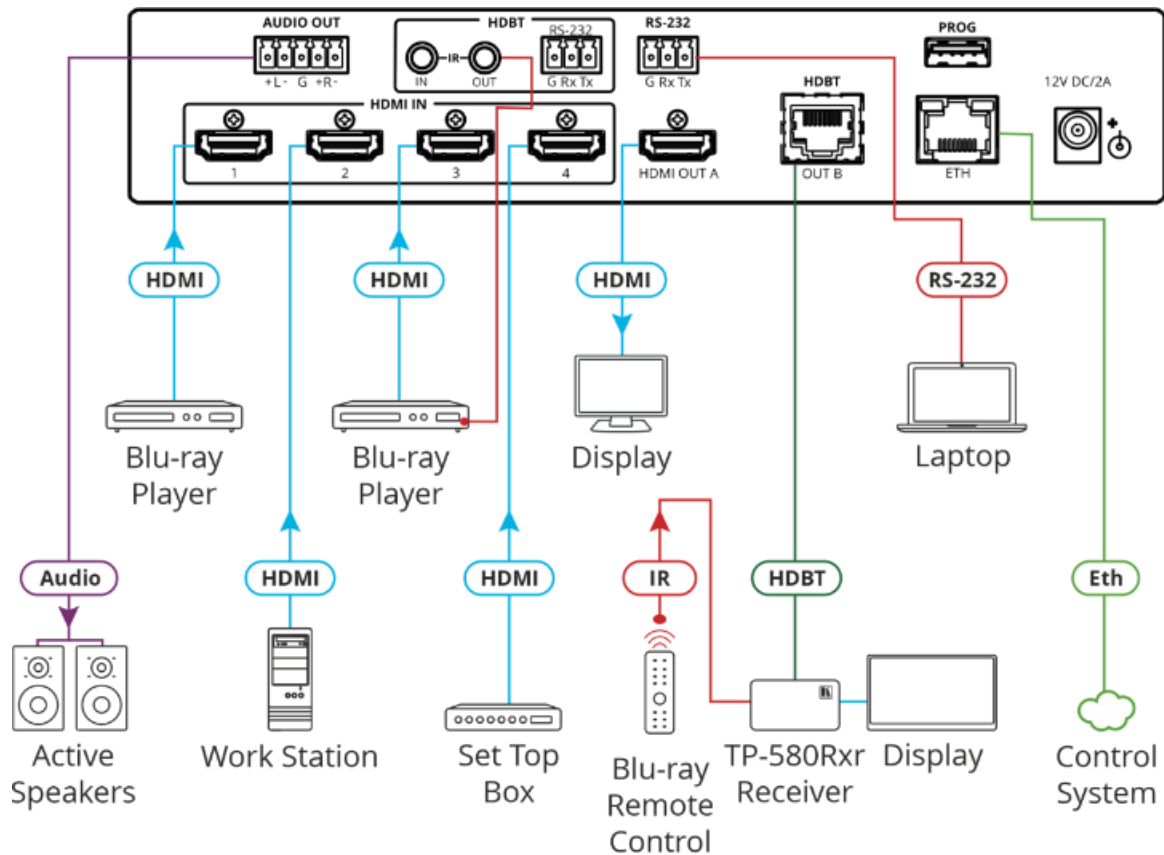 AUDIO OUT
HDBT
RS-232
RS-232
PROG
IR
IN
OUT
+L- G +R-
G Rx Tx
G Rx Tx
HDBT
12V DC/2A
+
HDMI IN
1
2
3
4
HDMI OUT A
OUT B
ETH
HDMI
HDMI
HDMI
RS-232
Blu-ray
Player
Blu-ray
Player
Display
Laptop
Audio
HDMI
HDMI
IR
HDBT
Eth
Active
Speakers
Work Station
Set Top
Box
Blu-ray
Remote
Control
TP-580Rxr
Receiver
Display
Control
System